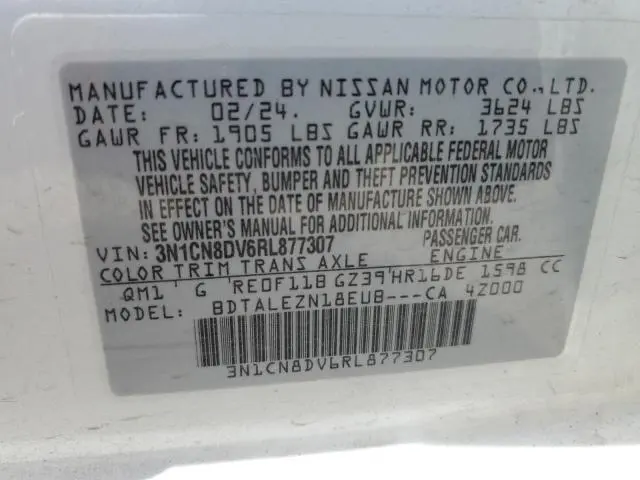 MANUFACTURED BY NISSAN MOTOR CO.,LTD.
DATE: 02/24. GVWR: 3624 LBS
GAWR FR: 1905 LBS GAWR RR: 1735 LBS
THIS VEHICLE CONFORMS TO ALL APPLICABLE FEDERAL MOTOR
VEHICLE SAFETY, BUMPER AND THEFT PREVENTION STANDARDS
IN EFFECT ON THE DATE OF MANUFACTURE SHOWN ABOVE.
SEE OWNER'S MANUAL FOR ADDITIONAL INFORMATION.
VIN: 3N1CN8DV6RL877307 PASSENGER CAR.
COLOR TRIM TRANS AXLE ENGINE
QM1 G RE0F11B GZ39 HR16DE 1598 CC
BDTALEZN18EUB---CA 4Z000
3N1CN8DV6RL877307